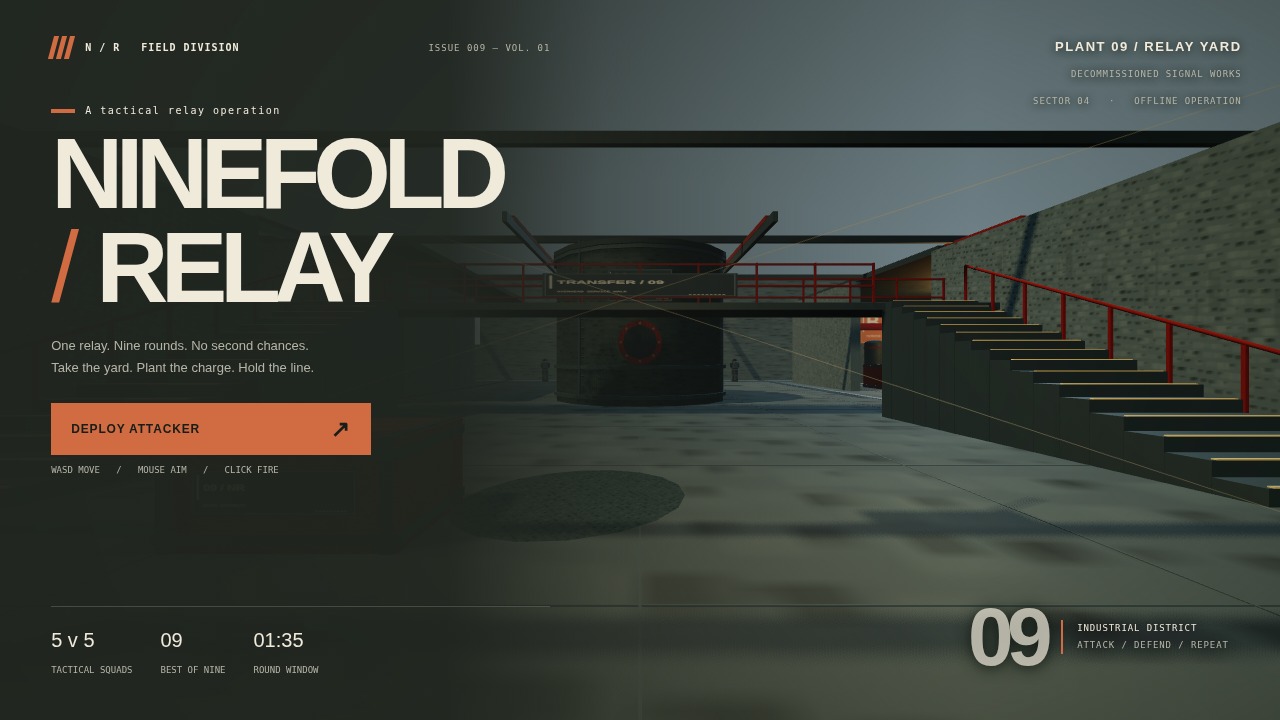 N / R FIELD DIVISION
ISSUE 009 — VOL. 01
PLANT 09 / RELAY YARD
DECOMMISSIONED SIGNAL WORKS
SECTOR 04 · OFFLINE OPERATION
A tactical relay operation
NINEFOLD
/ RELAY
TRANSFER / 09
One relay. Nine rounds. No second chances.
Take the yard. Plant the charge. Hold the line.
DEPLOY ATTACKER ↗
WASD MOVE / MOUSE AIM / CLICK FIRE
5 v 5
TACTICAL SQUADS
09
BEST OF NINE
01:35
ROUND WINDOW
09
INDUSTRIAL DISTRICT
ATTACK / DEFEND / REPEAT